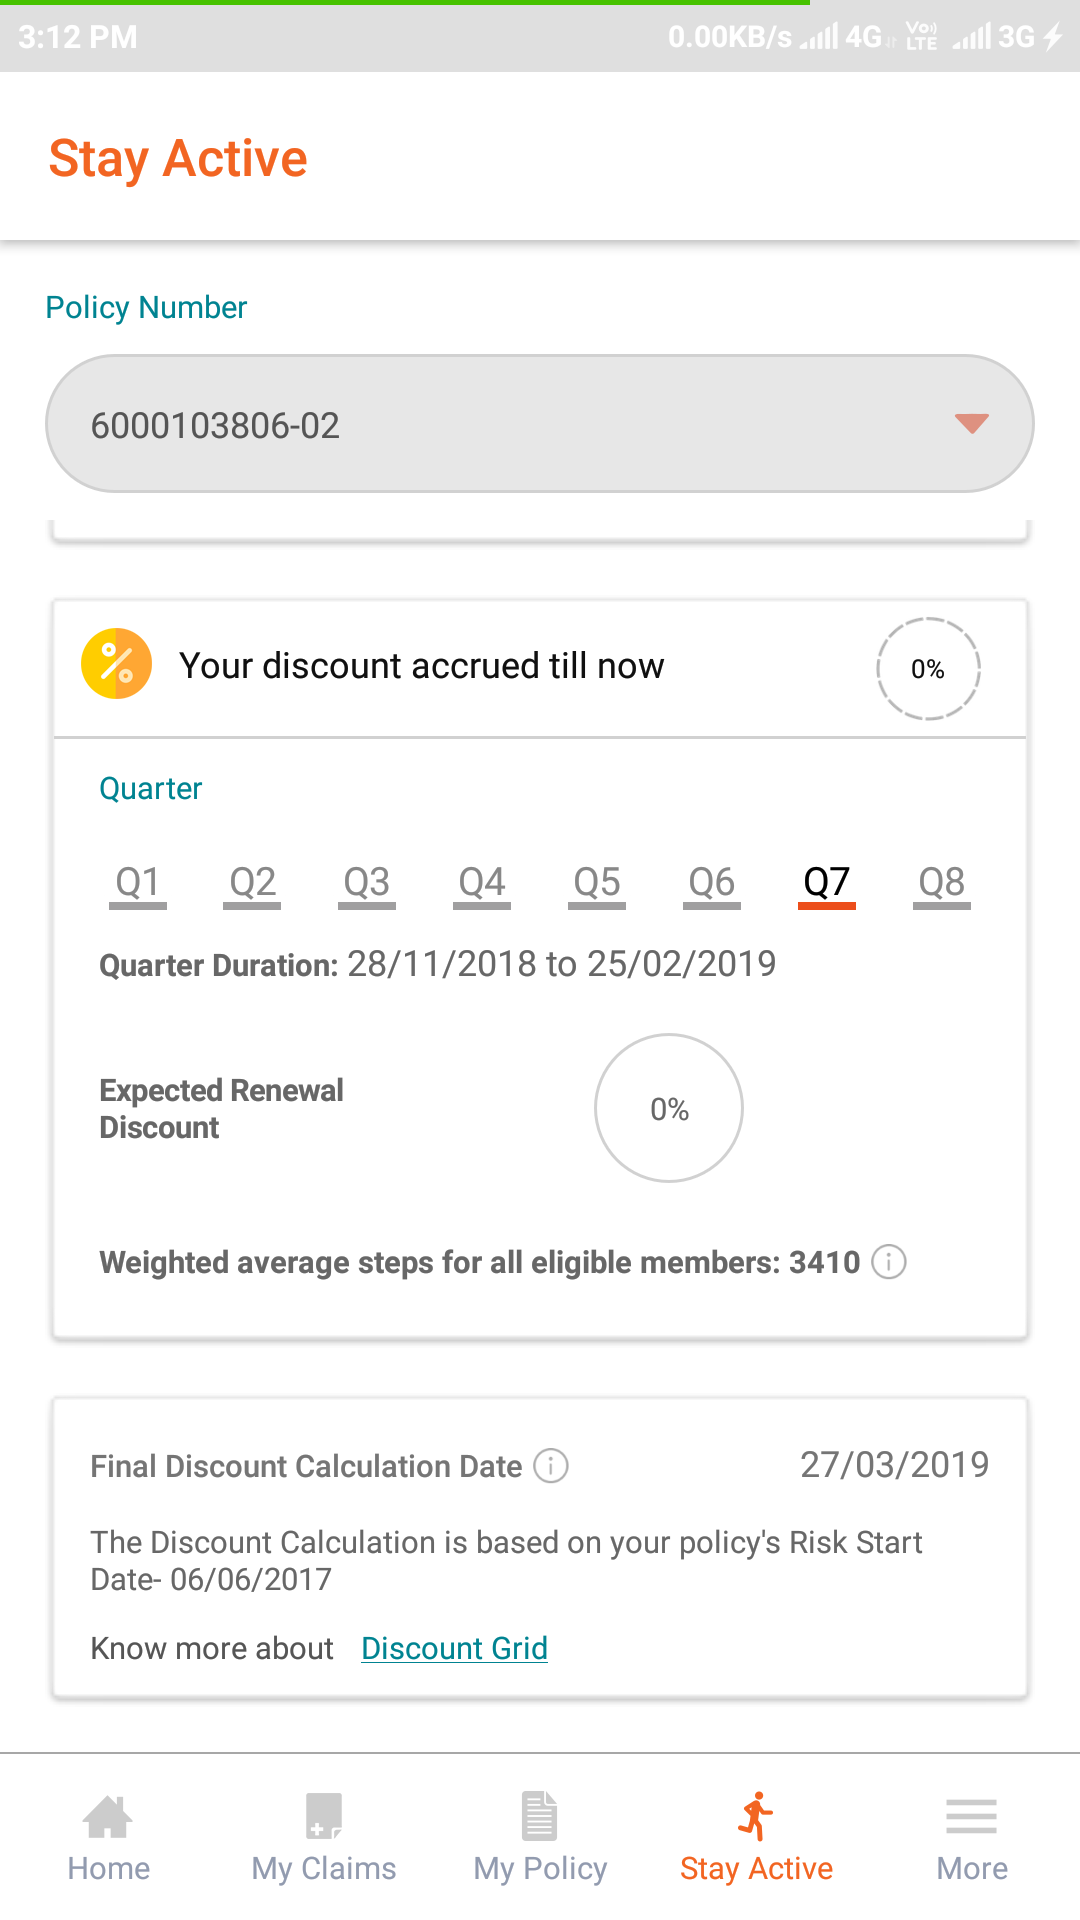 3:12 PM 0.00KB/s 4G VoLTE 3G
Stay Active
Policy Number
6000103806-02
% Your discount accrued till now 0%
Quarter
Q1 Q2 Q3 Q4 Q5 Q6 Q7 Q8
Quarter Duration: 28/11/2018 to 25/02/2019
Expected Renewal
Discount
0%
Weighted average steps for all eligible members: 3410 i
Final Discount Calculation Date i 27/03/2019
The Discount Calculation is based on your policy's Risk Start
Date- 06/06/2017
Know more about Discount Grid
Home My Claims My Policy Stay Active More